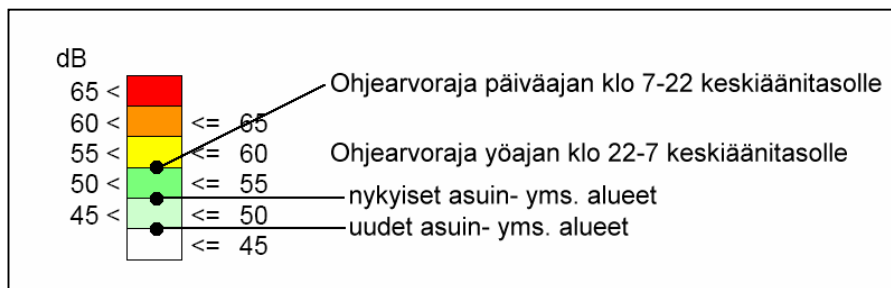 dB
65 < Ohjearvoraja päiväajan klo 7-22 keskiäänitasolle
60 < <= 65
55 < <= 60 Ohjearvoraja yöajan klo 22-7 keskiäänitasolle
50 < <= 55 nykyiset asuin- yms. alueet
45 < <= 50 uudet asuin- yms. alueet
<= 45